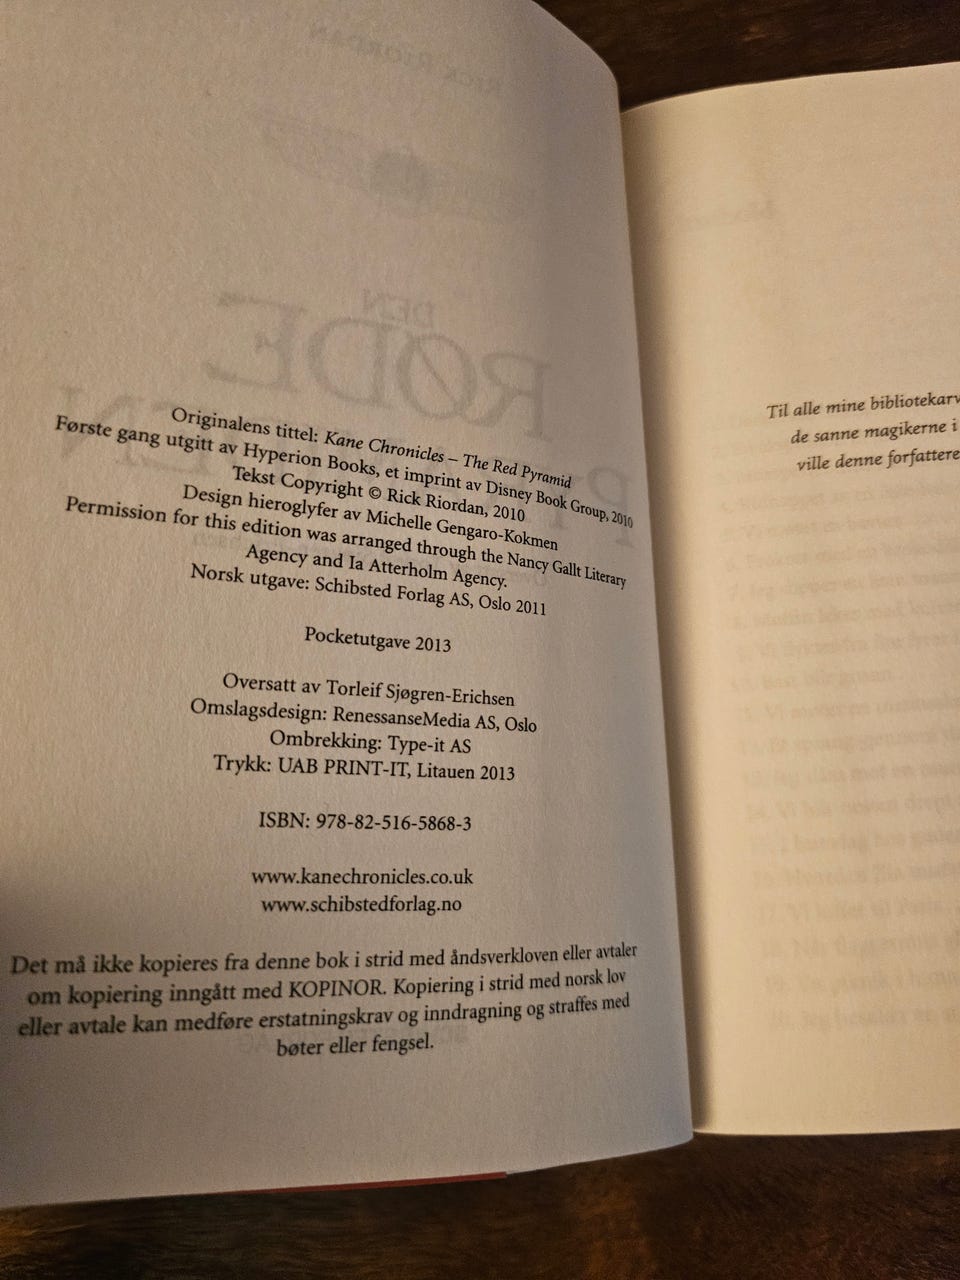 Originalens tittel: Kane Chronicles – The Red Pyramid
Første gang utgitt av Hyperion Books, et imprint av Disney Book Group, 2010
Tekst Copyright © Rick Riordan, 2010
Design hieroglyfer av Michelle Gengaro-Kokmen
Permission for this edition was arranged through the Nancy Gallt Literary
Agency and Ia Atterholm Agency.
Norsk utgave: Schibsted Forlag AS, Oslo 2011
Pocketutgave 2013
Oversatt av Torleif Sjøgren-Erichsen
Omslagsdesign: RenessanseMedia AS, Oslo
Ombrekking: Type-it AS
Trykk: UAB PRINT-IT, Litauen 2013
ISBN: 978-82-516-5868-3
www.kanechronicles.co.uk
www.schibstedforlag.no
Det må ikke kopieres fra denne bok i strid med åndsverkloven eller avtaler
om kopiering inngått med KOPINOR. Kopiering i strid med norsk lov
eller avtale kan medføre erstatningskrav og inndragning og straffes med
bøter eller fengsel.
Til alle mine bibliotekarv
de sanne magikerne i
ville denne forfattere